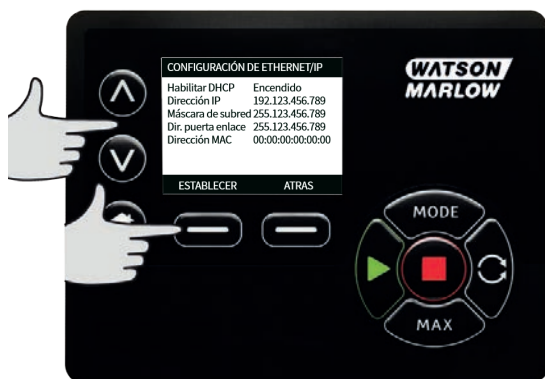 CONFIGURACIÓN DE ETHERNET/IP
Habilitar DHCP Encendido
Dirección IP 192.123.456.789
Máscara de subred 255.123.456.789
Dir. puerta enlace 255.123.456.789
Dirección MAC 00:00:00:00:00:00
ESTABLECER ATRAS
WATSON
MARLOW
MODE
MAX